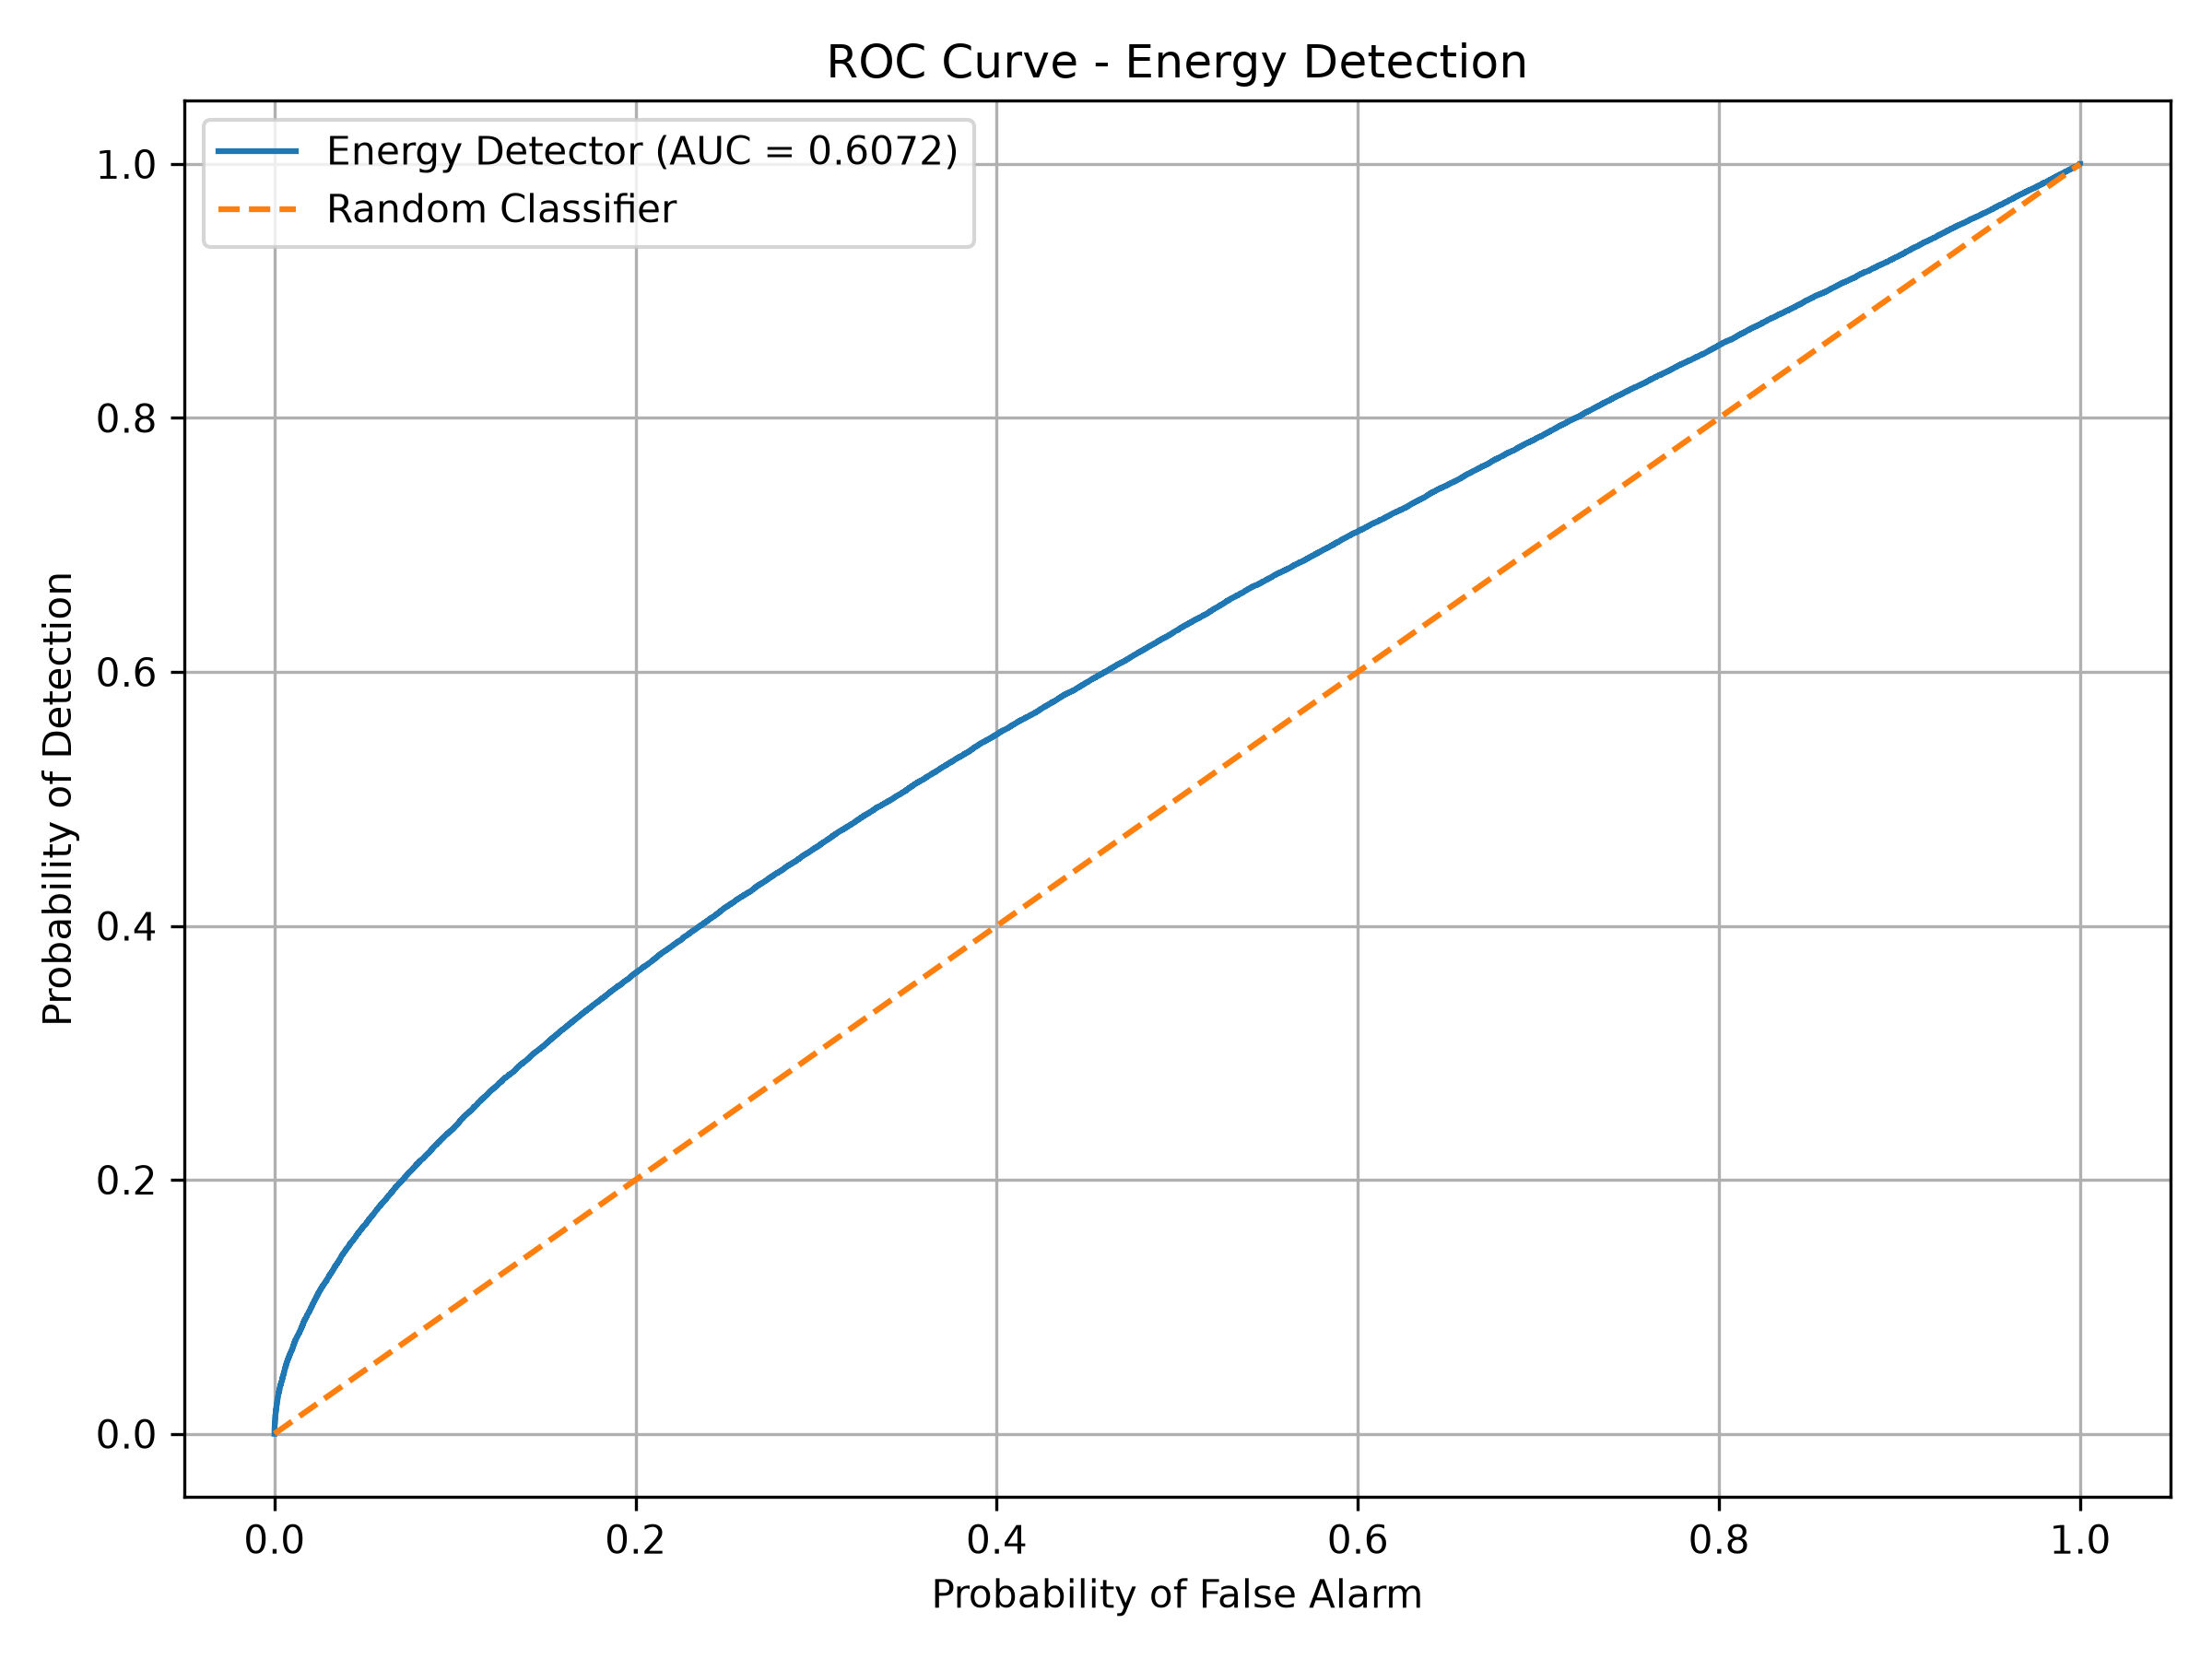 ROC Curve - Energy Detection
Energy Detector (AUC = 0.6072)
Random Classifier
1.0
0.8
0.6
0.4
0.2
0.0
Probability of Detection
0.0 0.2 0.4 0.6 0.8 1.0
Probability of False Alarm